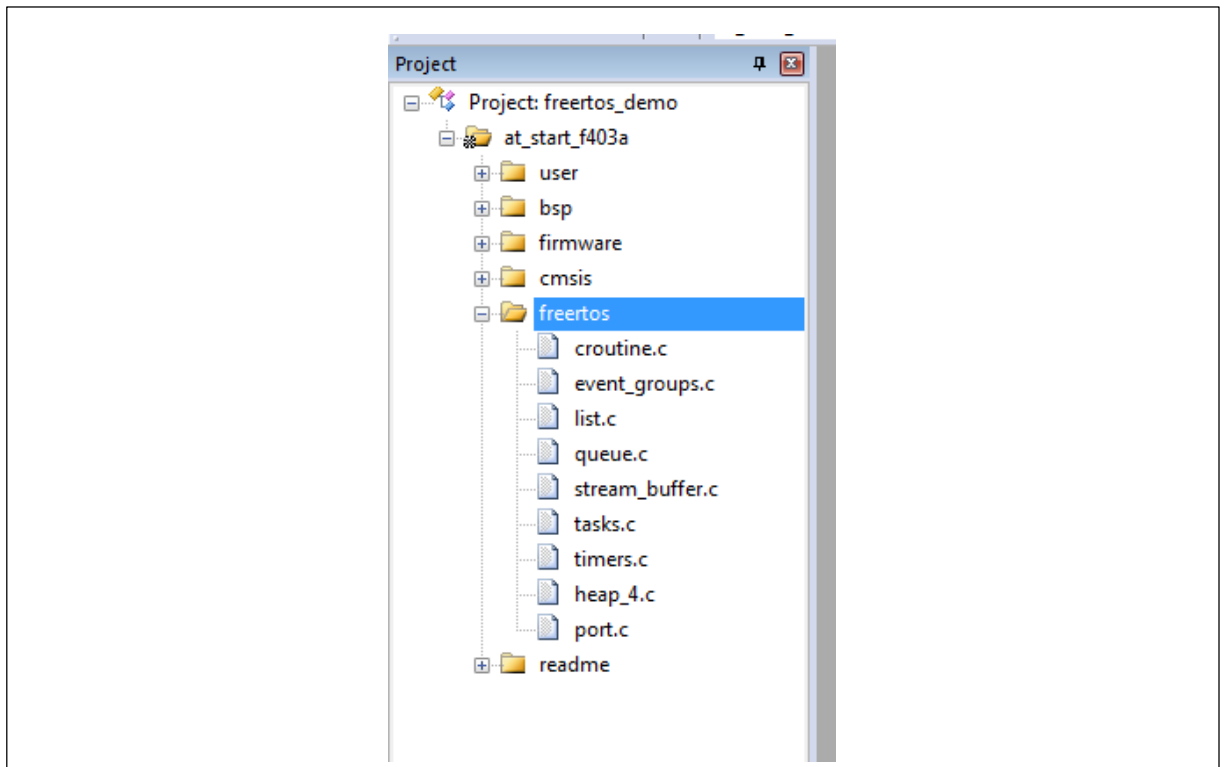 Project
Project: freertos_demo
at_start_f403a
user
bsp
firmware
cmsis
freertos
croutine.c
event_groups.c
list.c
queue.c
stream_buffer.c
tasks.c
timers.c
heap_4.c
port.c
readme